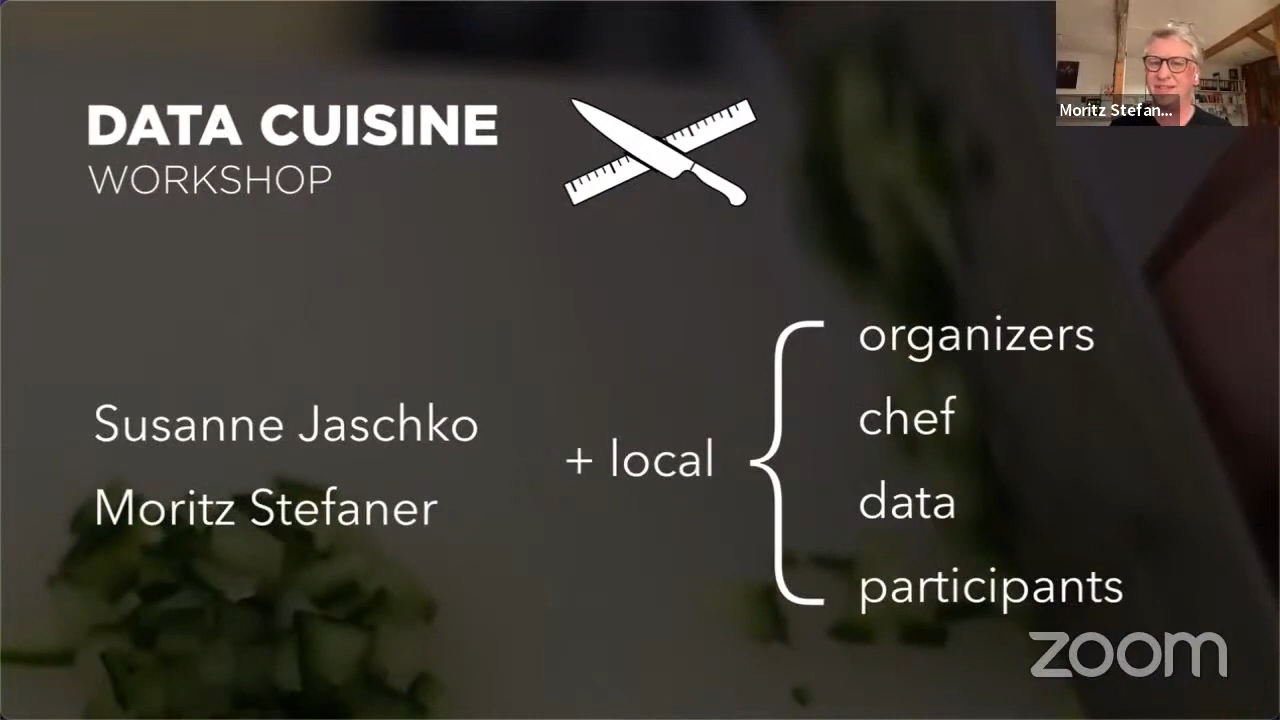 DATA CUISINE
WORKSHOP
Moritz Stefan...
Susanne Jaschko
Moritz Stefaner
+ local
organizers
chef
data
participants
zoom